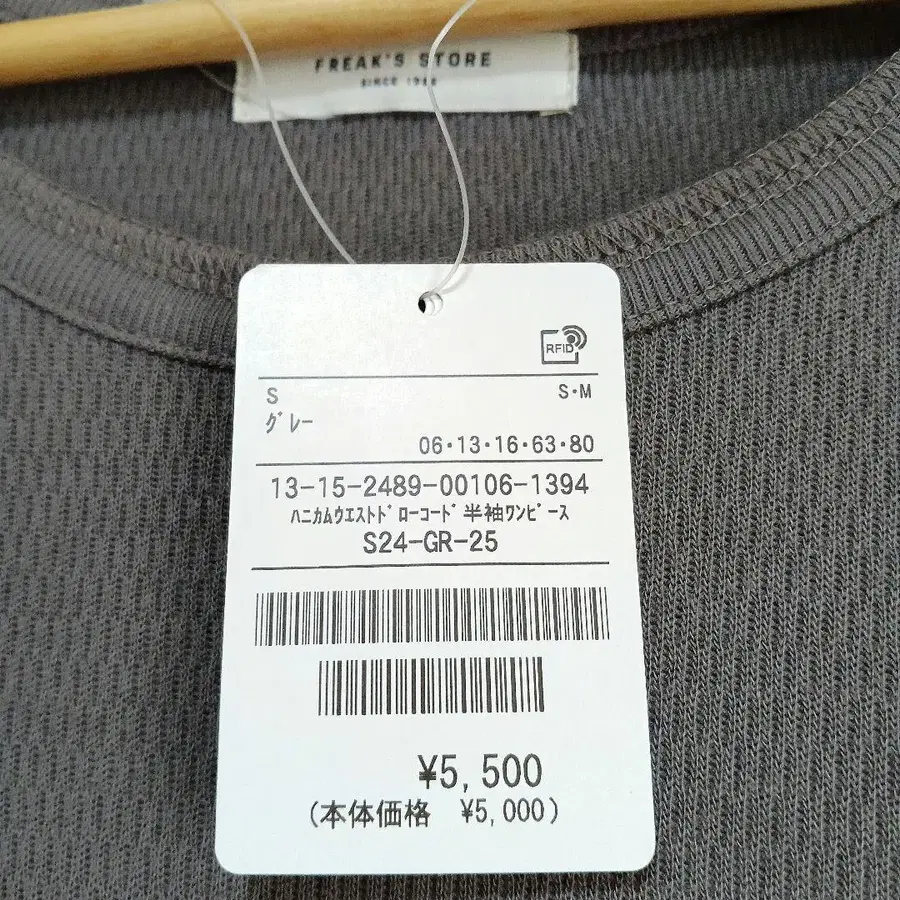 FREAK'S STORE
SINCE 1986
RFID
S S・M
グレー
06・13・16・63・80
13-15-2489-00106-1394
ハニカムウエストドローコード半袖ワンピース
S24-GR-25
¥5,500
(本体価格 ¥5,000)